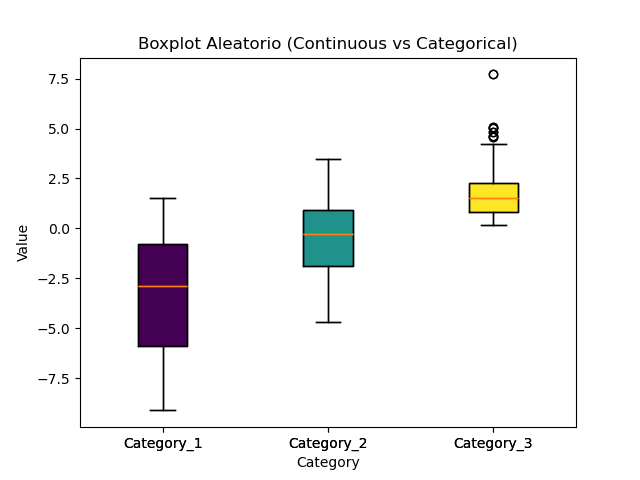 Boxplot Aleatorio (Continuous vs Categorical)
7.5
5.0
2.5
0.0
−2.5
−5.0
−7.5
Value
Category_1 Category_2 Category_3
Category